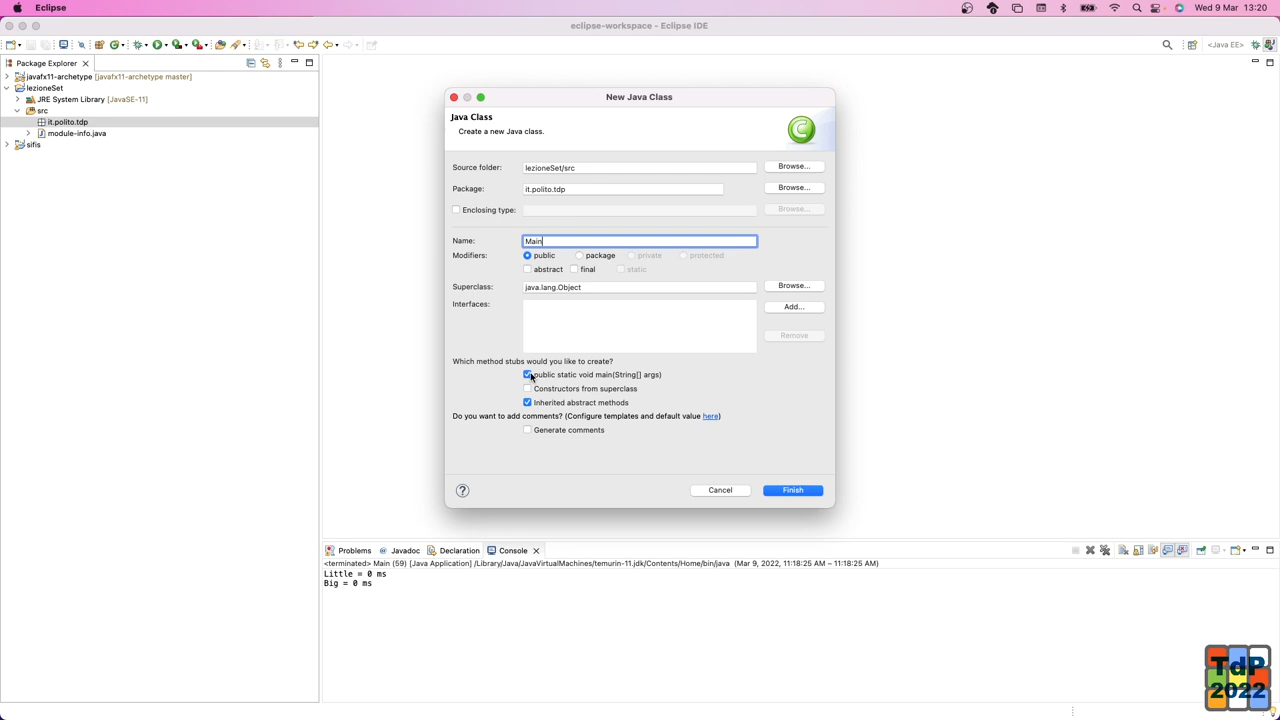 Eclipse
Wed 9 Mar 13:20
eclipse-workspace - Eclipse IDE
<Java EE>
Package Explorer
javafx11-archetype [javafx11-archetype master]
lezioneSet
JRE System Library [JavaSE-11]
src
it.polito.tdp
module-info.java
sifis
New Java Class
Java Class
Create a new Java class.
Source folder: lezioneSet/src Browse...
Package: it.polito.tdp Browse...
Enclosing type: Browse...
Name: Main
Modifiers: public package private protected
abstract final static
Superclass: java.lang.Object Browse...
Interfaces: Add...
Remove
Which method stubs would you like to create?
public static void main(String[] args)
Constructors from superclass
Inherited abstract methods
Do you want to add comments? (Configure templates and default value here)
Generate comments
? Cancel Finish
Problems @ Javadoc Declaration Console
<terminated> Main (59) [Java Application] /Library/Java/JavaVirtualMachines/temurin-11.jdk/Contents/Home/bin/java (Mar 9, 2022, 11:18:25 AM – 11:18:25 AM)
Little = 0 ms
Big = 0 ms
TdP
2022